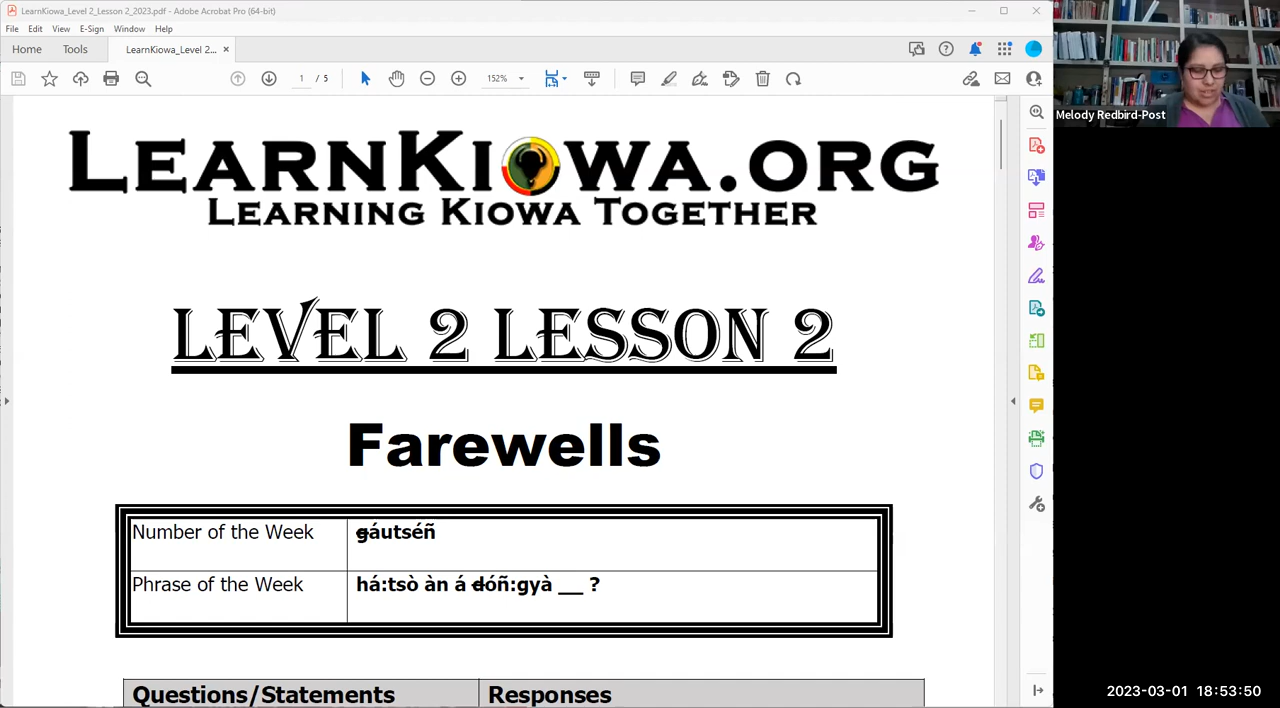 LearnKiowa_Level 2_Lesson 2_2023.pdf - Adobe Acrobat Pro (64-bit)
File Edit View E-Sign Window Help
Home Tools LearnKiowa_Level 2... ×
1 / 5 152%
Melody Redbird-Post
LEARNKIOWA.ORG
LEARNING KIOWA TOGETHER
LEVEL 2 LESSON 2
Farewells
Number of the Week g̶áutséñ
Phrase of the Week há:tsò àn á d̶óñ:gyà __ ?
Questions/Statements Responses
2023-03-01 18:53:50